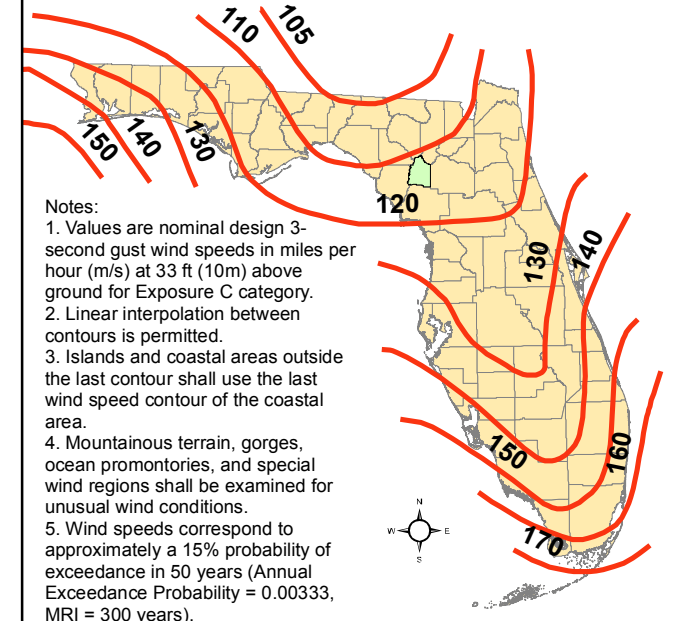 105
110
150
140
130
120
130
140
150
160
170
N
W E
S
Notes:
1. Values are nominal design 3-
second gust wind speeds in miles per
hour (m/s) at 33 ft (10m) above
ground for Exposure C category.
2. Linear interpolation between
contours is permitted.
3. Islands and coastal areas outside
the last contour shall use the last
wind speed contour of the coastal
area.
4. Mountainous terrain, gorges,
ocean promontories, and special
wind regions shall be examined for
unusual wind conditions.
5. Wind speeds correspond to
approximately a 15% probability of
exceedance in 50 years (Annual
Exceedance Probability = 0.00333,
MRI = 300 years).